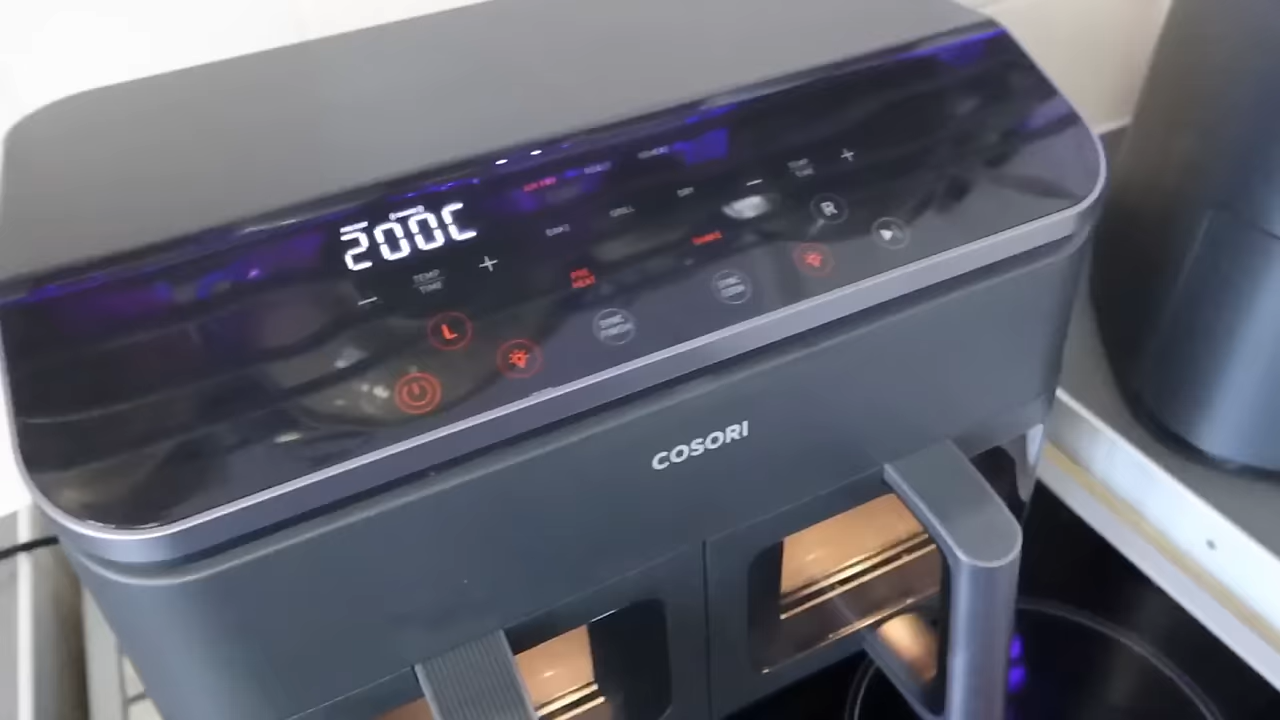 AIR FRY ROAST REHEAT
BAKE GRILL DRY
200C
TEMP
TIME
TEMP
TIME
PRE
HEAT
SHAKE
L
R
SYNC
FINISH
SYNC
COOK
COSORI